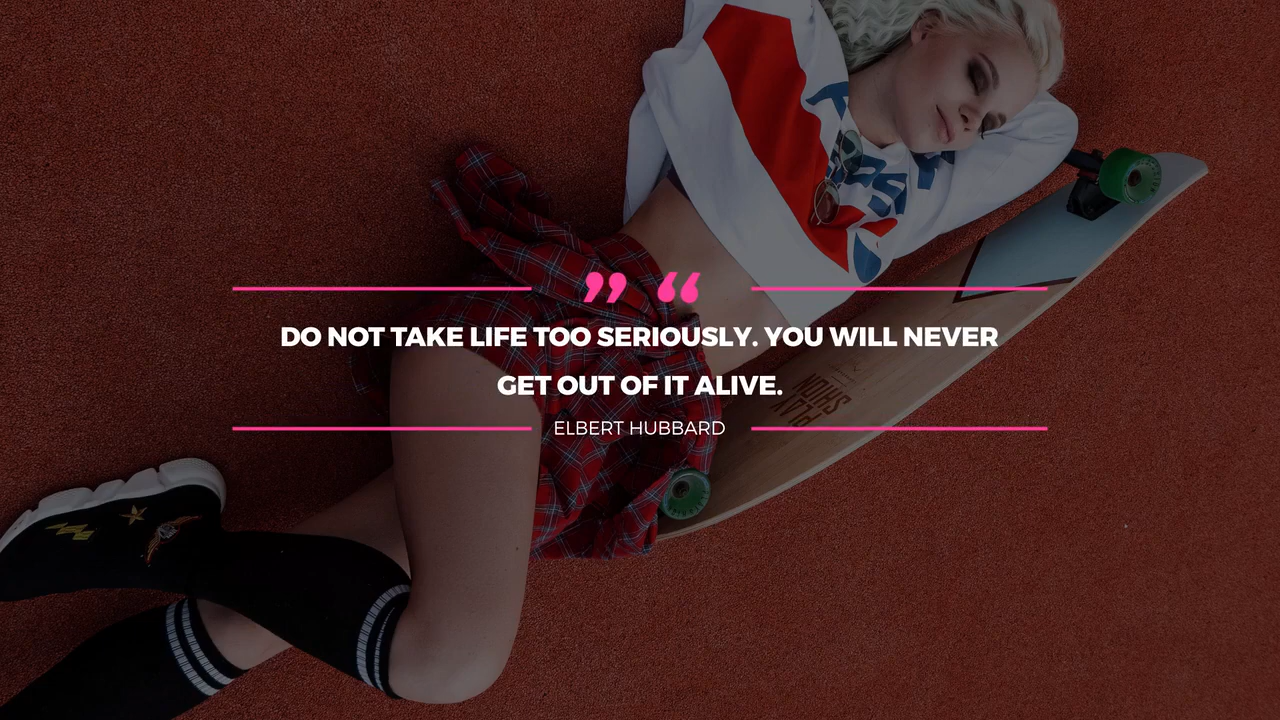 ” “
DO NOT TAKE LIFE TOO SERIOUSLY. YOU WILL NEVER
GET OUT OF IT ALIVE.
ELBERT HUBBARD